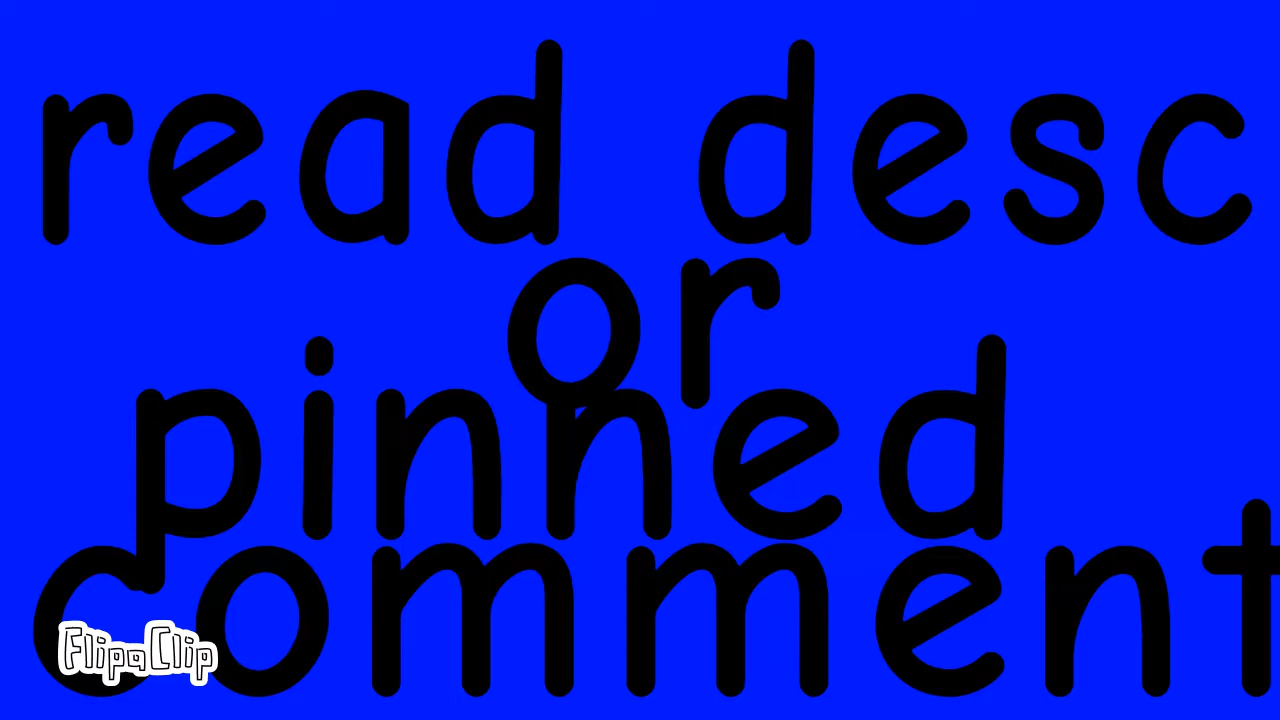 read desc
or
pinned
comment
FlipaClip